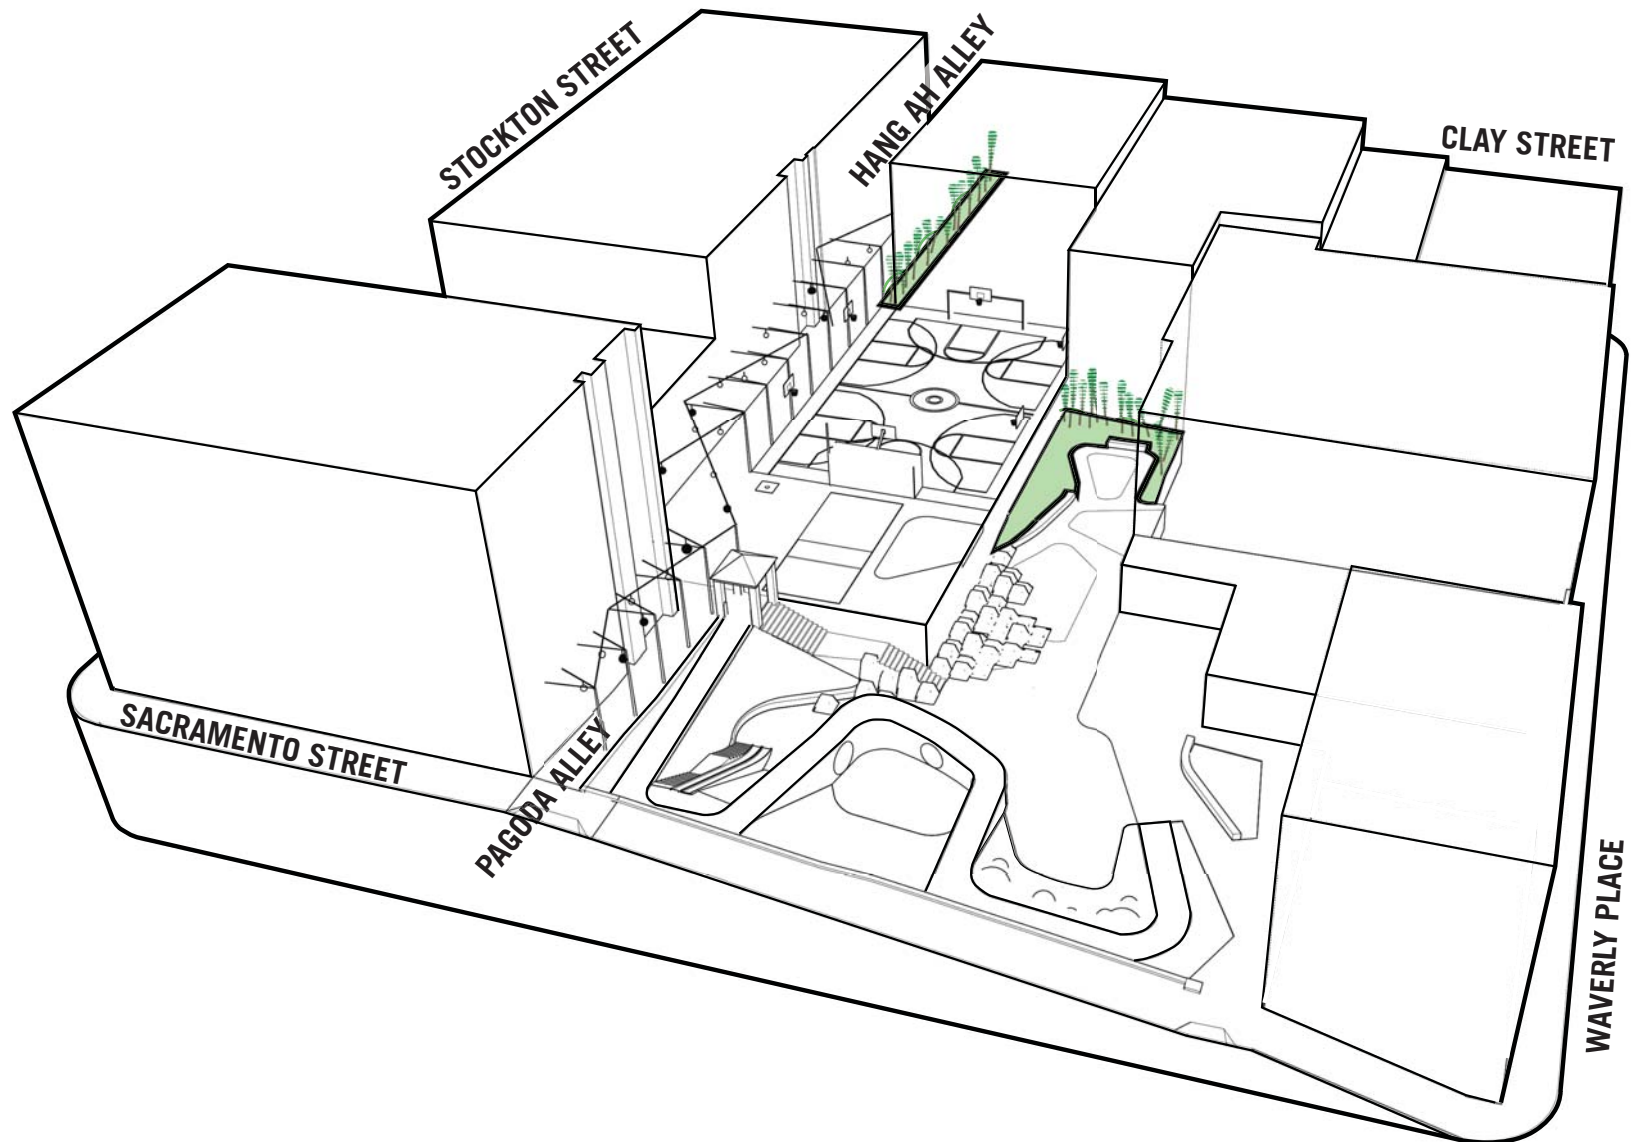 STOCKTON STREET
HANG AH ALLEY
CLAY STREET
SACRAMENTO STREET
PAGODA ALLEY
WAVERLY PLACE